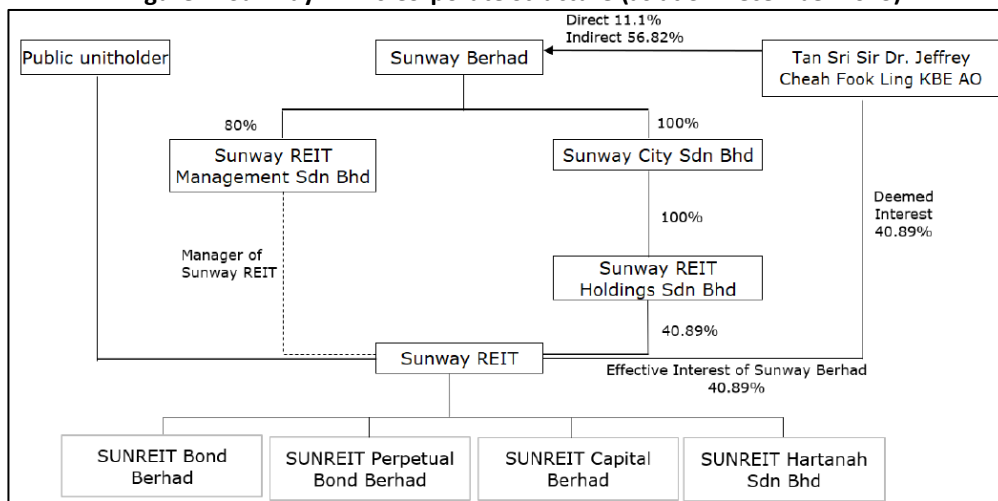 Direct 11.1%
Indirect 56.82%
Public unitholder
Sunway Berhad
Tan Sri Sir Dr. Jeffrey
Cheah Fook Ling KBE AO
80%
100%
Sunway REIT
Management Sdn Bhd
Sunway City Sdn Bhd
Deemed
Interest
40.89%
100%
Manager of
Sunway REIT
Sunway REIT
Holdings Sdn Bhd
40.89%
Sunway REIT
Effective Interest of Sunway Berhad
40.89%
SUNREIT Bond
Berhad
SUNREIT Perpetual
Bond Berhad
SUNREIT Capital
Berhad
SUNREIT Hartanah
Sdn Bhd